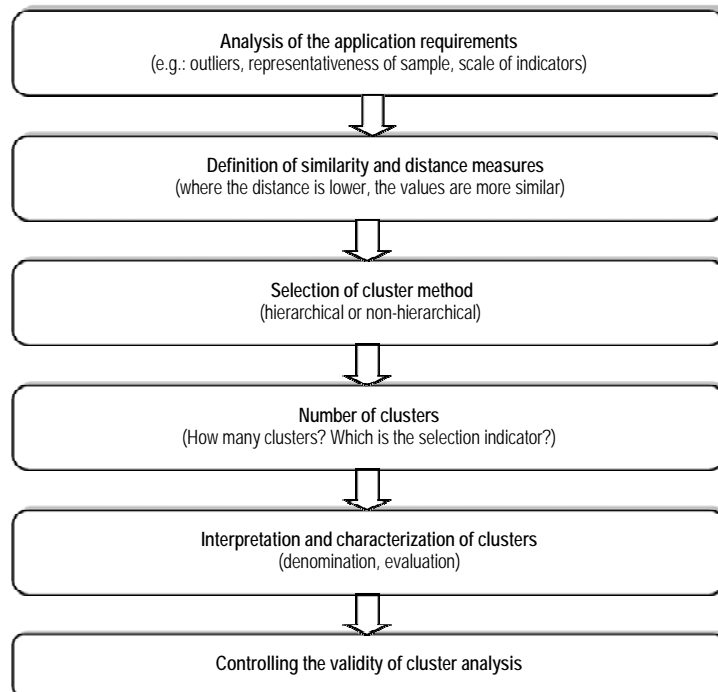 Analysis of the application requirements
(e.g.: outliers, representativeness of sample, scale of indicators)
Definition of similarity and distance measures
(where the distance is lower, the values are more similar)
Selection of cluster method
(hierarchical or non-hierarchical)
Number of clusters
(How many clusters? Which is the selection indicator?)
Interpretation and characterization of clusters
(denomination, evaluation)
Controlling the validity of cluster analysis